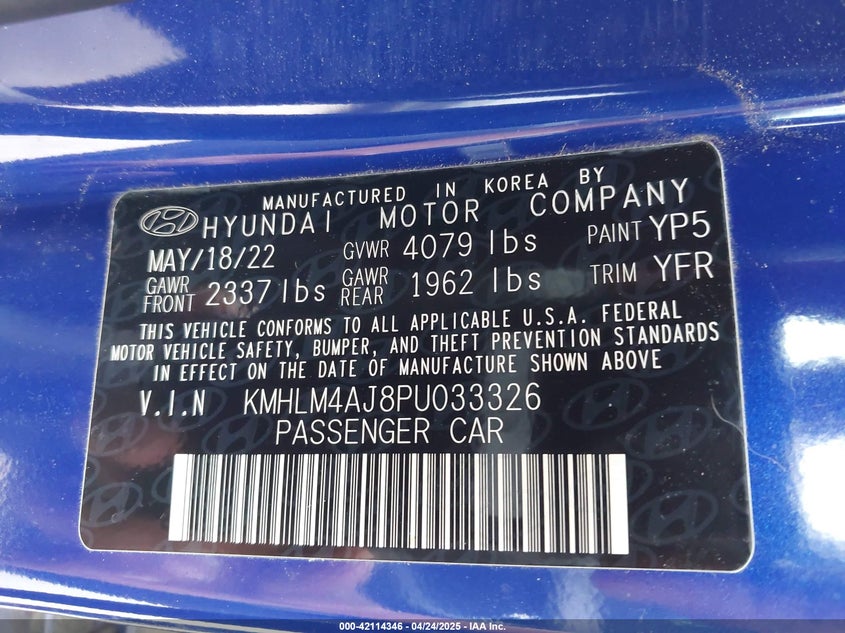 MANUFACTURED IN KOREA BY
HYUNDAI MOTOR COMPANY
MAY/18/22 GVWR 4079 lbs PAINT YP5
GAWR FRONT 2337 lbs GAWR REAR 1962 lbs TRIM YFR
THIS VEHICLE CONFORMS TO ALL APPLICABLE U.S.A. FEDERAL
MOTOR VEHICLE SAFETY, BUMPER, AND THEFT PREVENTION STANDARDS
IN EFFECT ON THE DATE OF MANUFACTURE SHOWN ABOVE
V.I.N KMHLM4AJ8PU033326
PASSENGER CAR
000-42114346 - 04/24/2025 - IAA Inc.